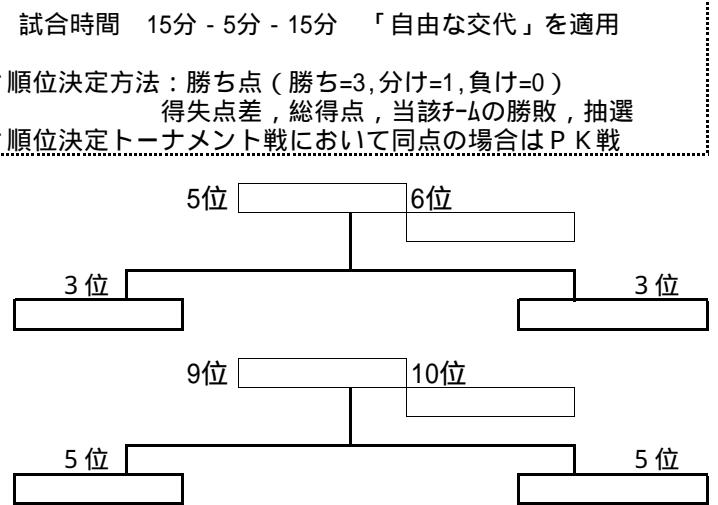 試合時間　15分 - 5分 - 15分　「自由な交代」を適用
順位決定方法：勝ち点（勝ち=3,分け=1,負け=0）
得失点差，総得点，当該ﾁｰﾑの勝敗，抽選
順位決定トーナメント戦において同点の場合はＰＫ戦
5位 6位
３位 ３位
9位 10位
５位 ５位